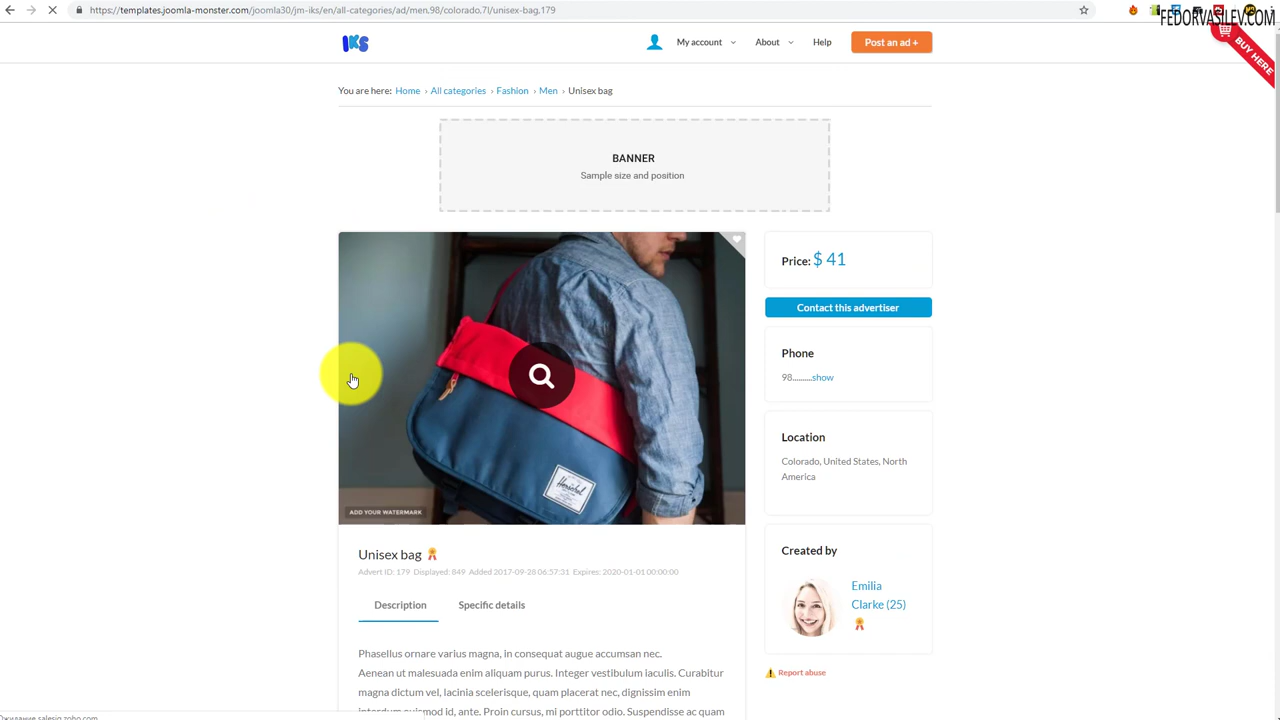 https://templates.joomla-monster.com/joomla30/jm-iks/en/all-categories/ad/men.98/colorado.7l/unisex-bag.179
FEDORVASILEV.COM
IKS
My account
About
Help
Post an ad +
BUY HERE
You are here: Home › All categories › Fashion › Men › Unisex bag
BANNER
Sample size and position
Price: $ 41
Contact this advertiser
Phone
98.........show
Location
Colorado, United States, North
America
Herschel
ADD YOUR WATERMARK
Created by
Emilia
Clarke (25)
Report abuse
Unisex bag
Advert ID: 179 Displayed: 849 Added 2017-09-28 06:57:31 Expires: 2020-01-01 00:00:00
Description
Specific details
Phasellus ornare varius magna, in consequat augue accumsan nec.
Aenean ut malesuada enim aliquam purus. Integer vestibulum iaculis. Curabitur
magna dictum vel, lacinia scelerisque, quam placerat nec, dignissim enim
euismod id, ante. Proin cursus, mi porttitor odio. Suspendisse ac quam